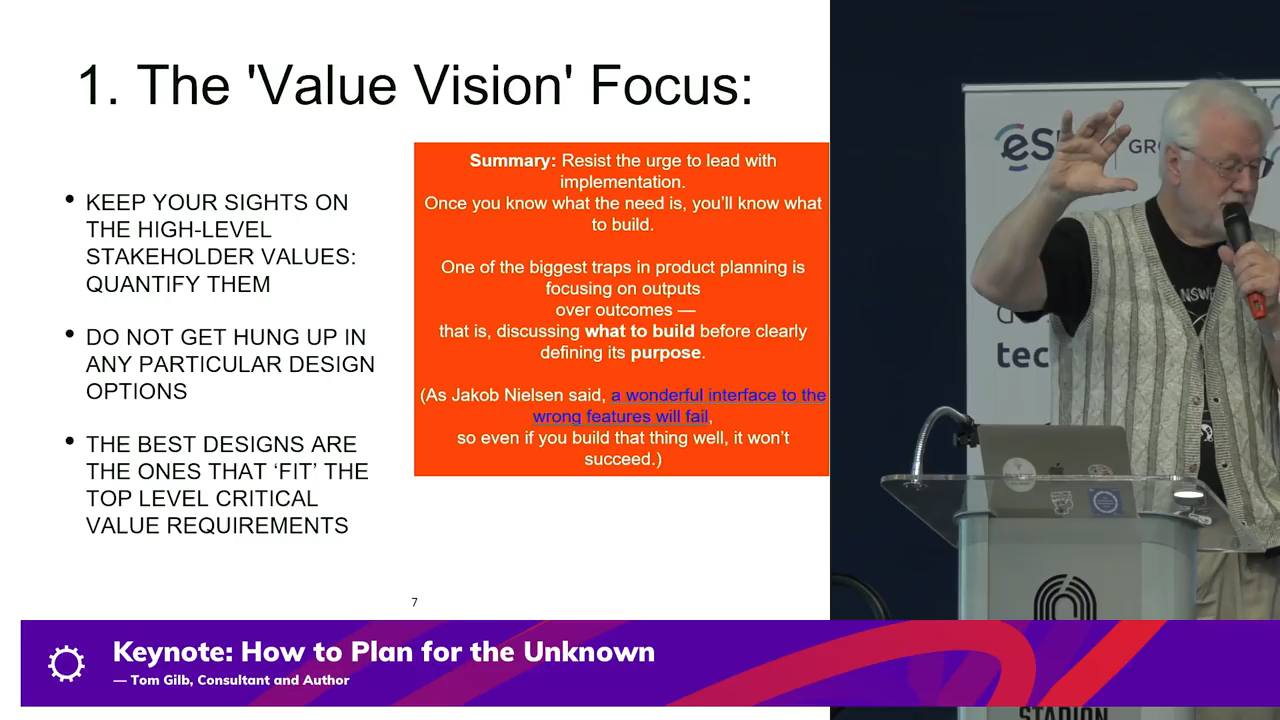 1. The 'Value Vision' Focus:
• KEEP YOUR SIGHTS ON
THE HIGH-LEVEL
STAKEHOLDER VALUES:
QUANTIFY THEM
• DO NOT GET HUNG UP IN
ANY PARTICULAR DESIGN
OPTIONS
• THE BEST DESIGNS ARE
THE ONES THAT ‘FIT’ THE
TOP LEVEL CRITICAL
VALUE REQUIREMENTS
Summary: Resist the urge to lead with
implementation.
Once you know what the need is, you’ll know what
to build.
One of the biggest traps in product planning is
focusing on outputs
over outcomes —
that is, discussing what to build before clearly
defining its purpose.
(As Jakob Nielsen said, a wonderful interface to the
wrong features will fail,
so even if you build that thing well, it won’t
succeed.)
7
Keynote: How to Plan for the Unknown
— Tom Gilb, Consultant and Author
STADION